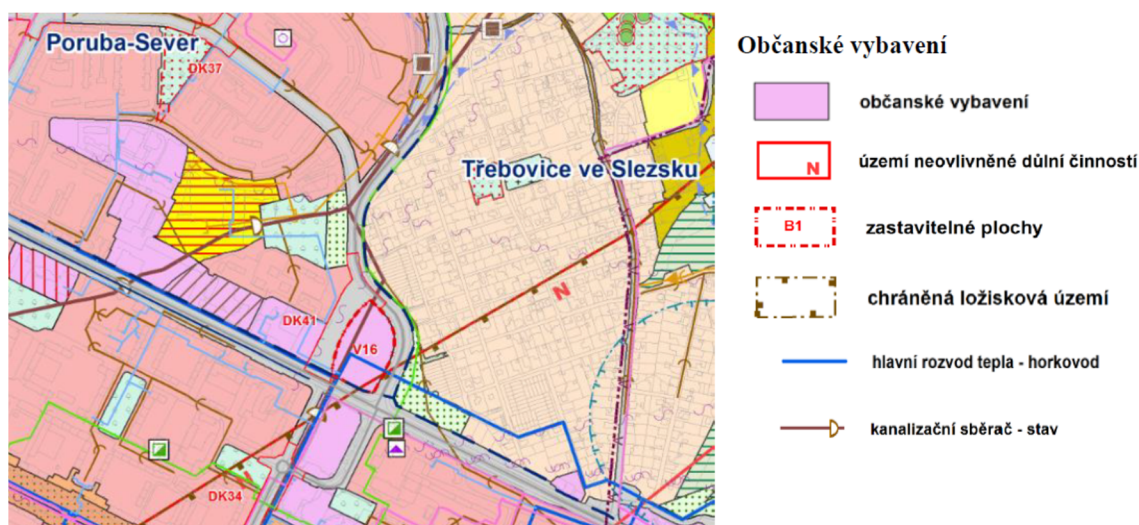 Poruba-Sever
DK37
Třebovice ve Slezsku
N
DK41
V16
DK34
Občanské vybavení
občanské vybavení
N
území neovlivněné důlní činností
B1
zastavitelné plochy
chráněná ložisková území
hlavní rozvod tepla - horkovod
kanalizační sběrač - stav